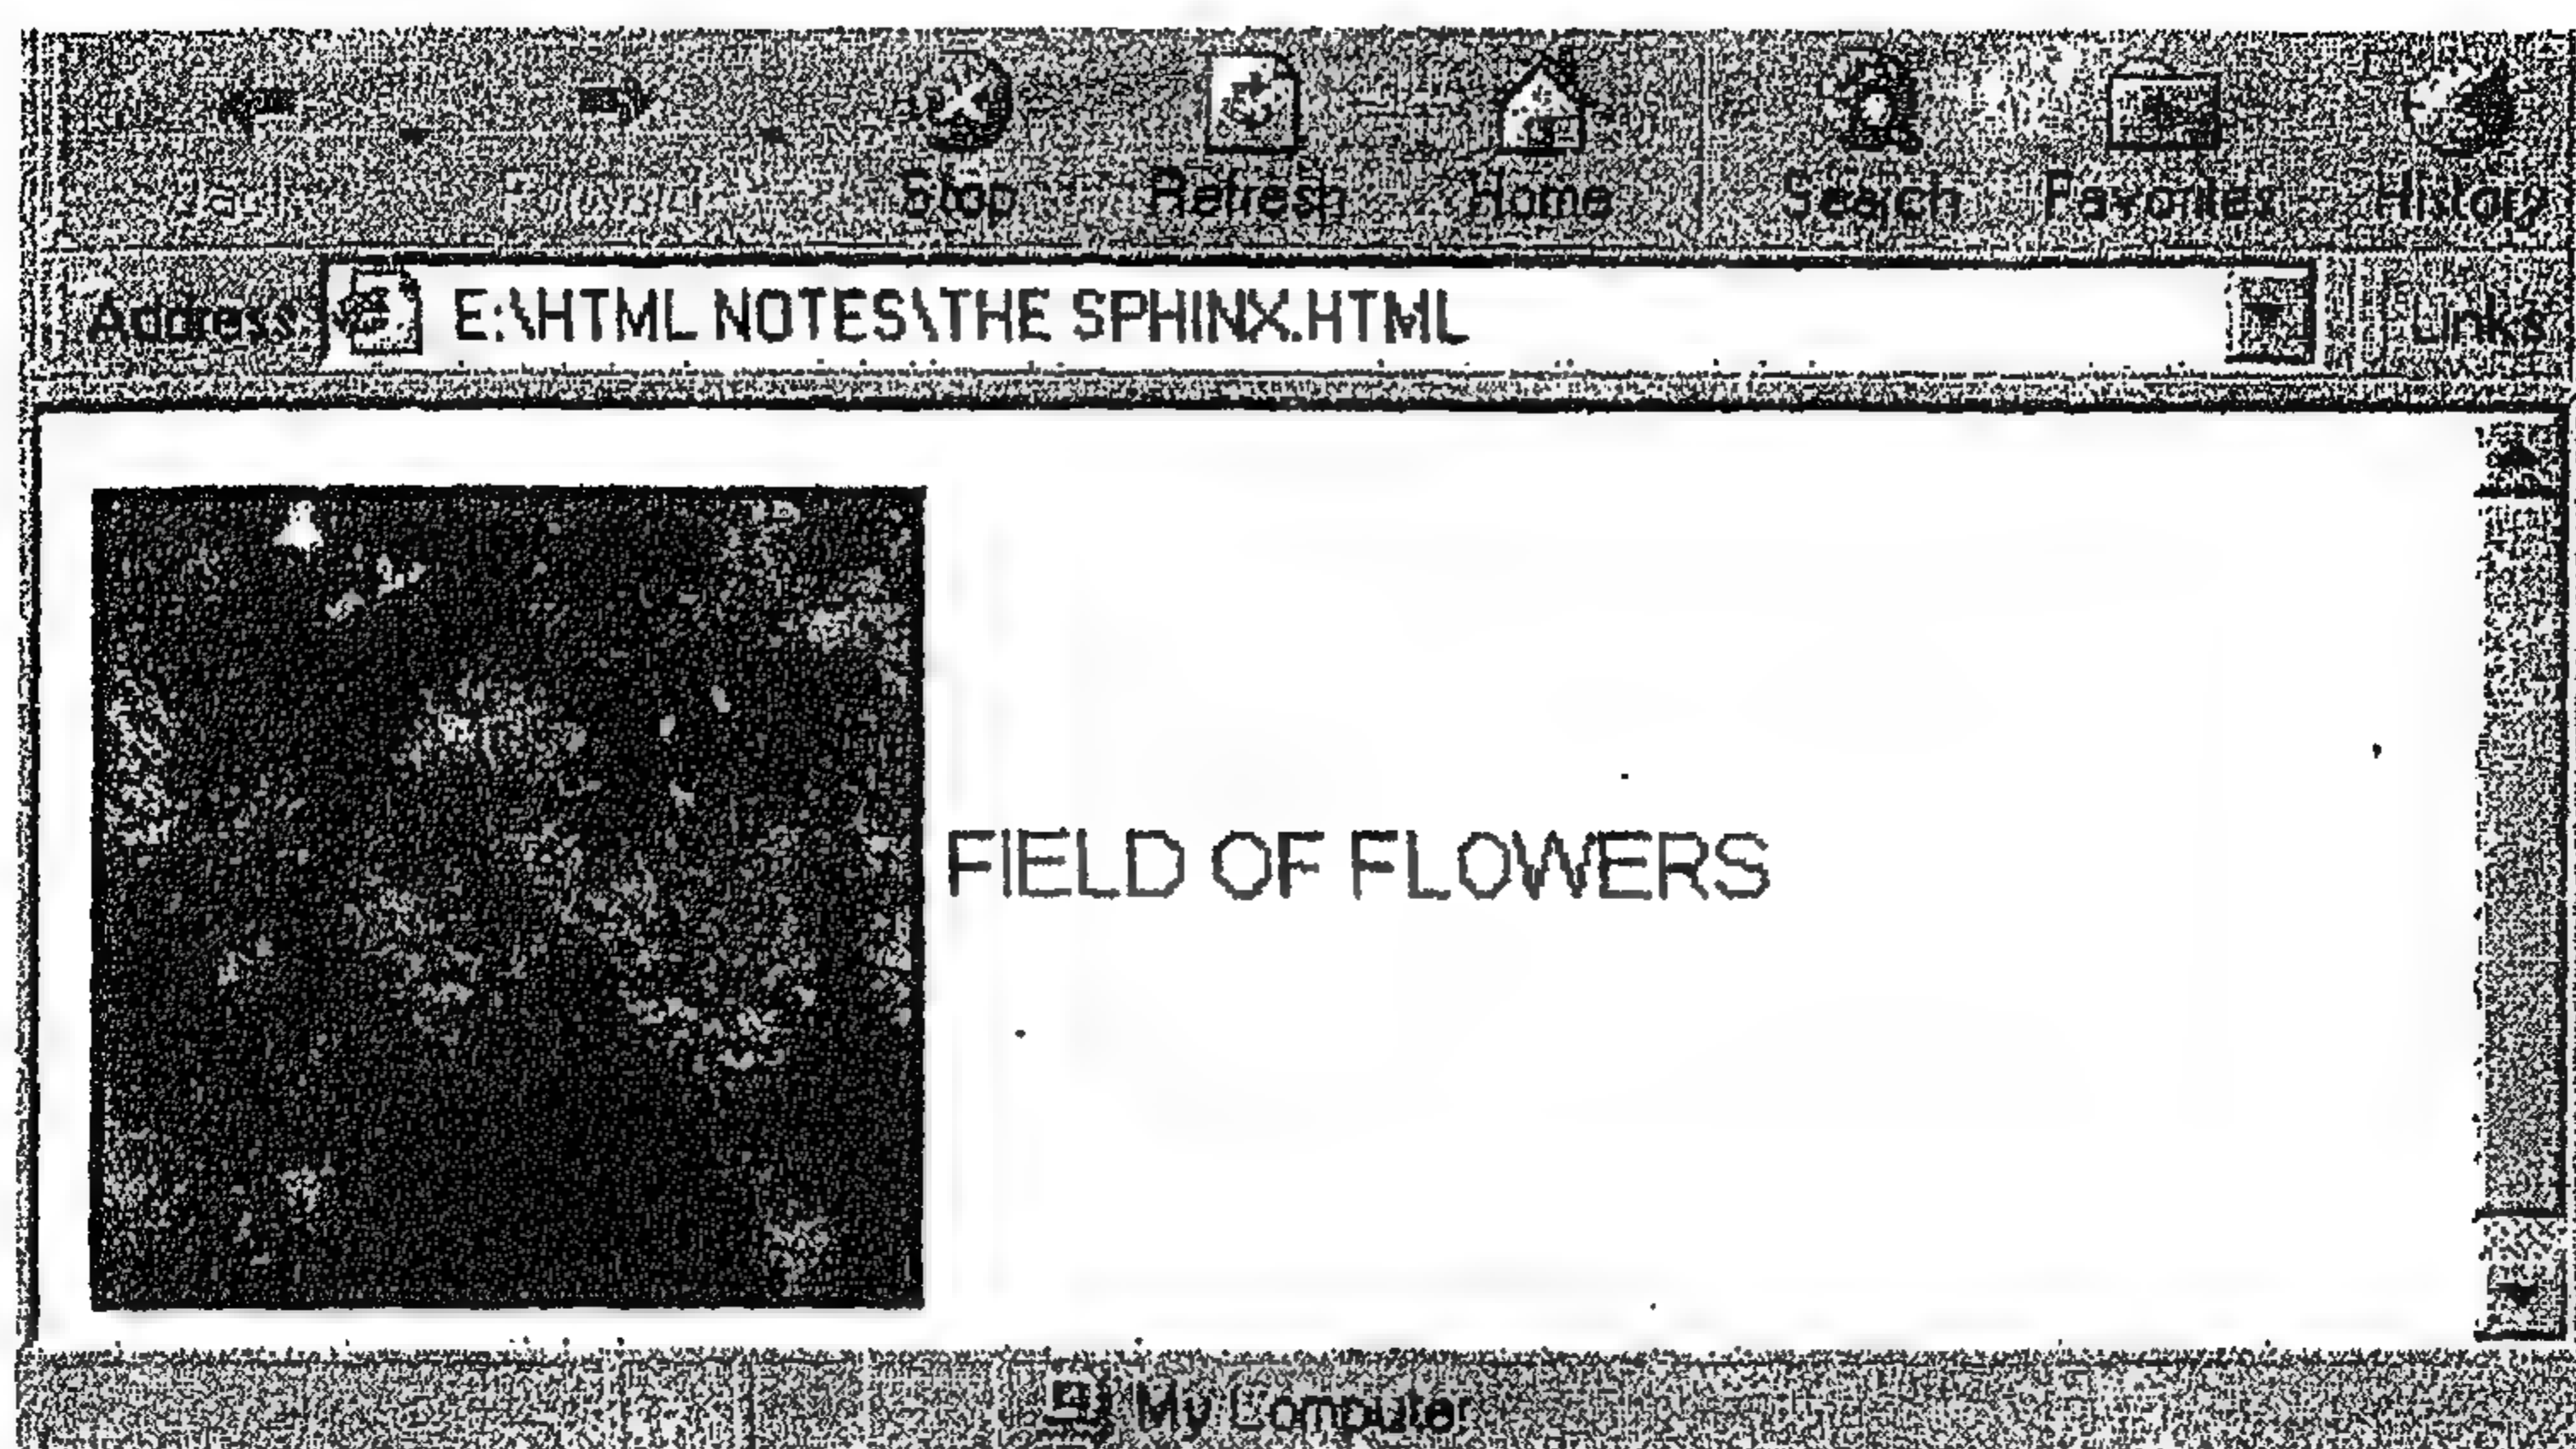 Stop Refresh Home Search Favorites History
Address E:\HTML NOTES\THE SPHINX.HTML Links
FIELD OF FLOWERS
My Computer